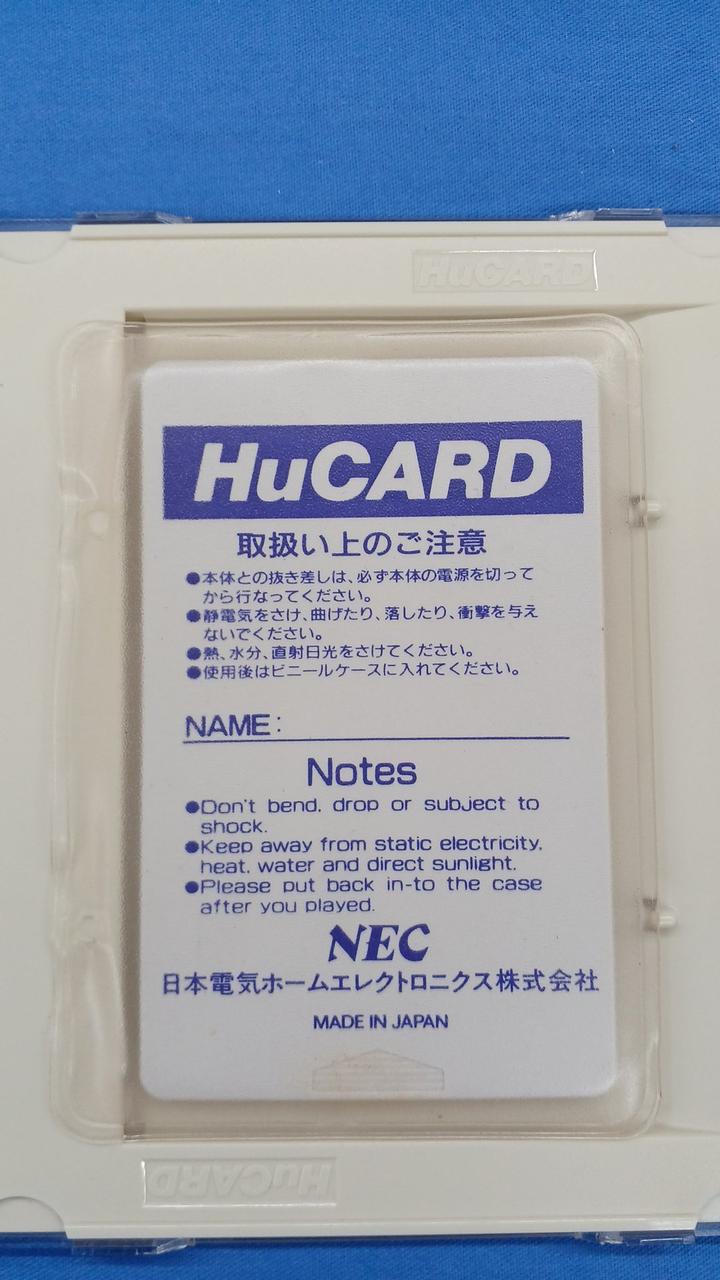 HuCARD
HuCARD
取扱い上のご注意
●本体との抜き差しは、必ず本体の電源を切って
から行なってください。
●静電気をさけ、曲げたり、落したり、衝撃を与え
ないでください。
●熱、水分、直射日光をさけてください。
●使用後はビニールケースに入れてください。
NAME:
Notes
●Don't bend, drop or subject to
shock.
●Keep away from static electricity,
heat, water and direct sunlight.
●Please put back in-to the case
after you played.
NEC
日本電気ホームエレクトロニクス株式会社
MADE IN JAPAN
HuCARD